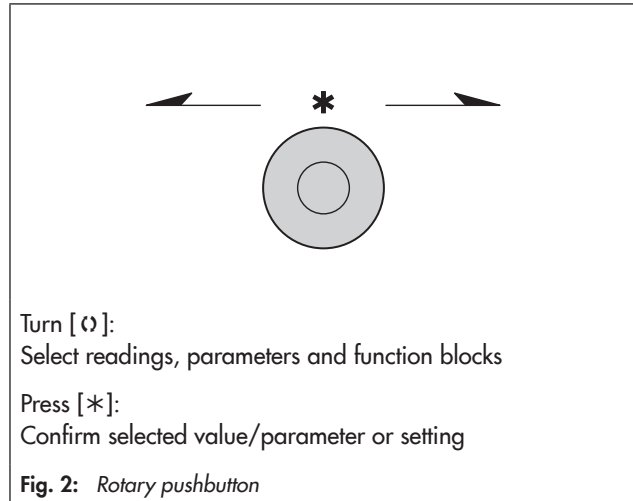 *
Turn [⟲]:
Select readings, parameters and function blocks
Press [*]:
Confirm selected value/parameter or setting
Fig. 2: Rotary pushbutton